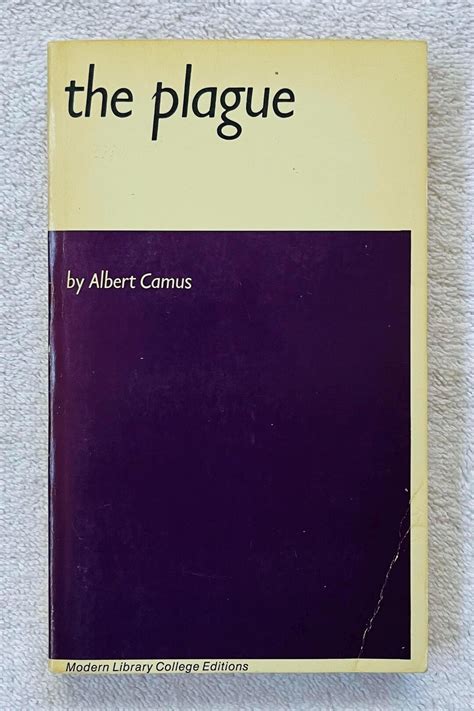 the plague
by Albert Camus
Modern Library College Editions